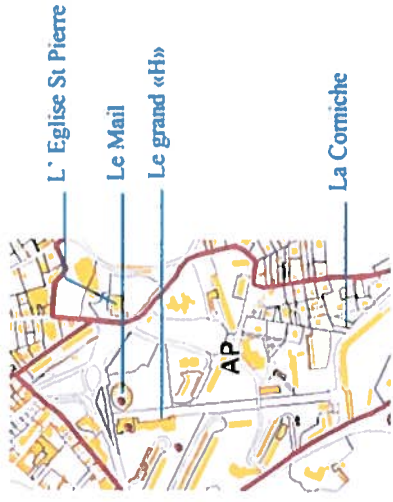 L' Eglise St Pierre
Le Mail
Le grand «H»
La Corniche
AP